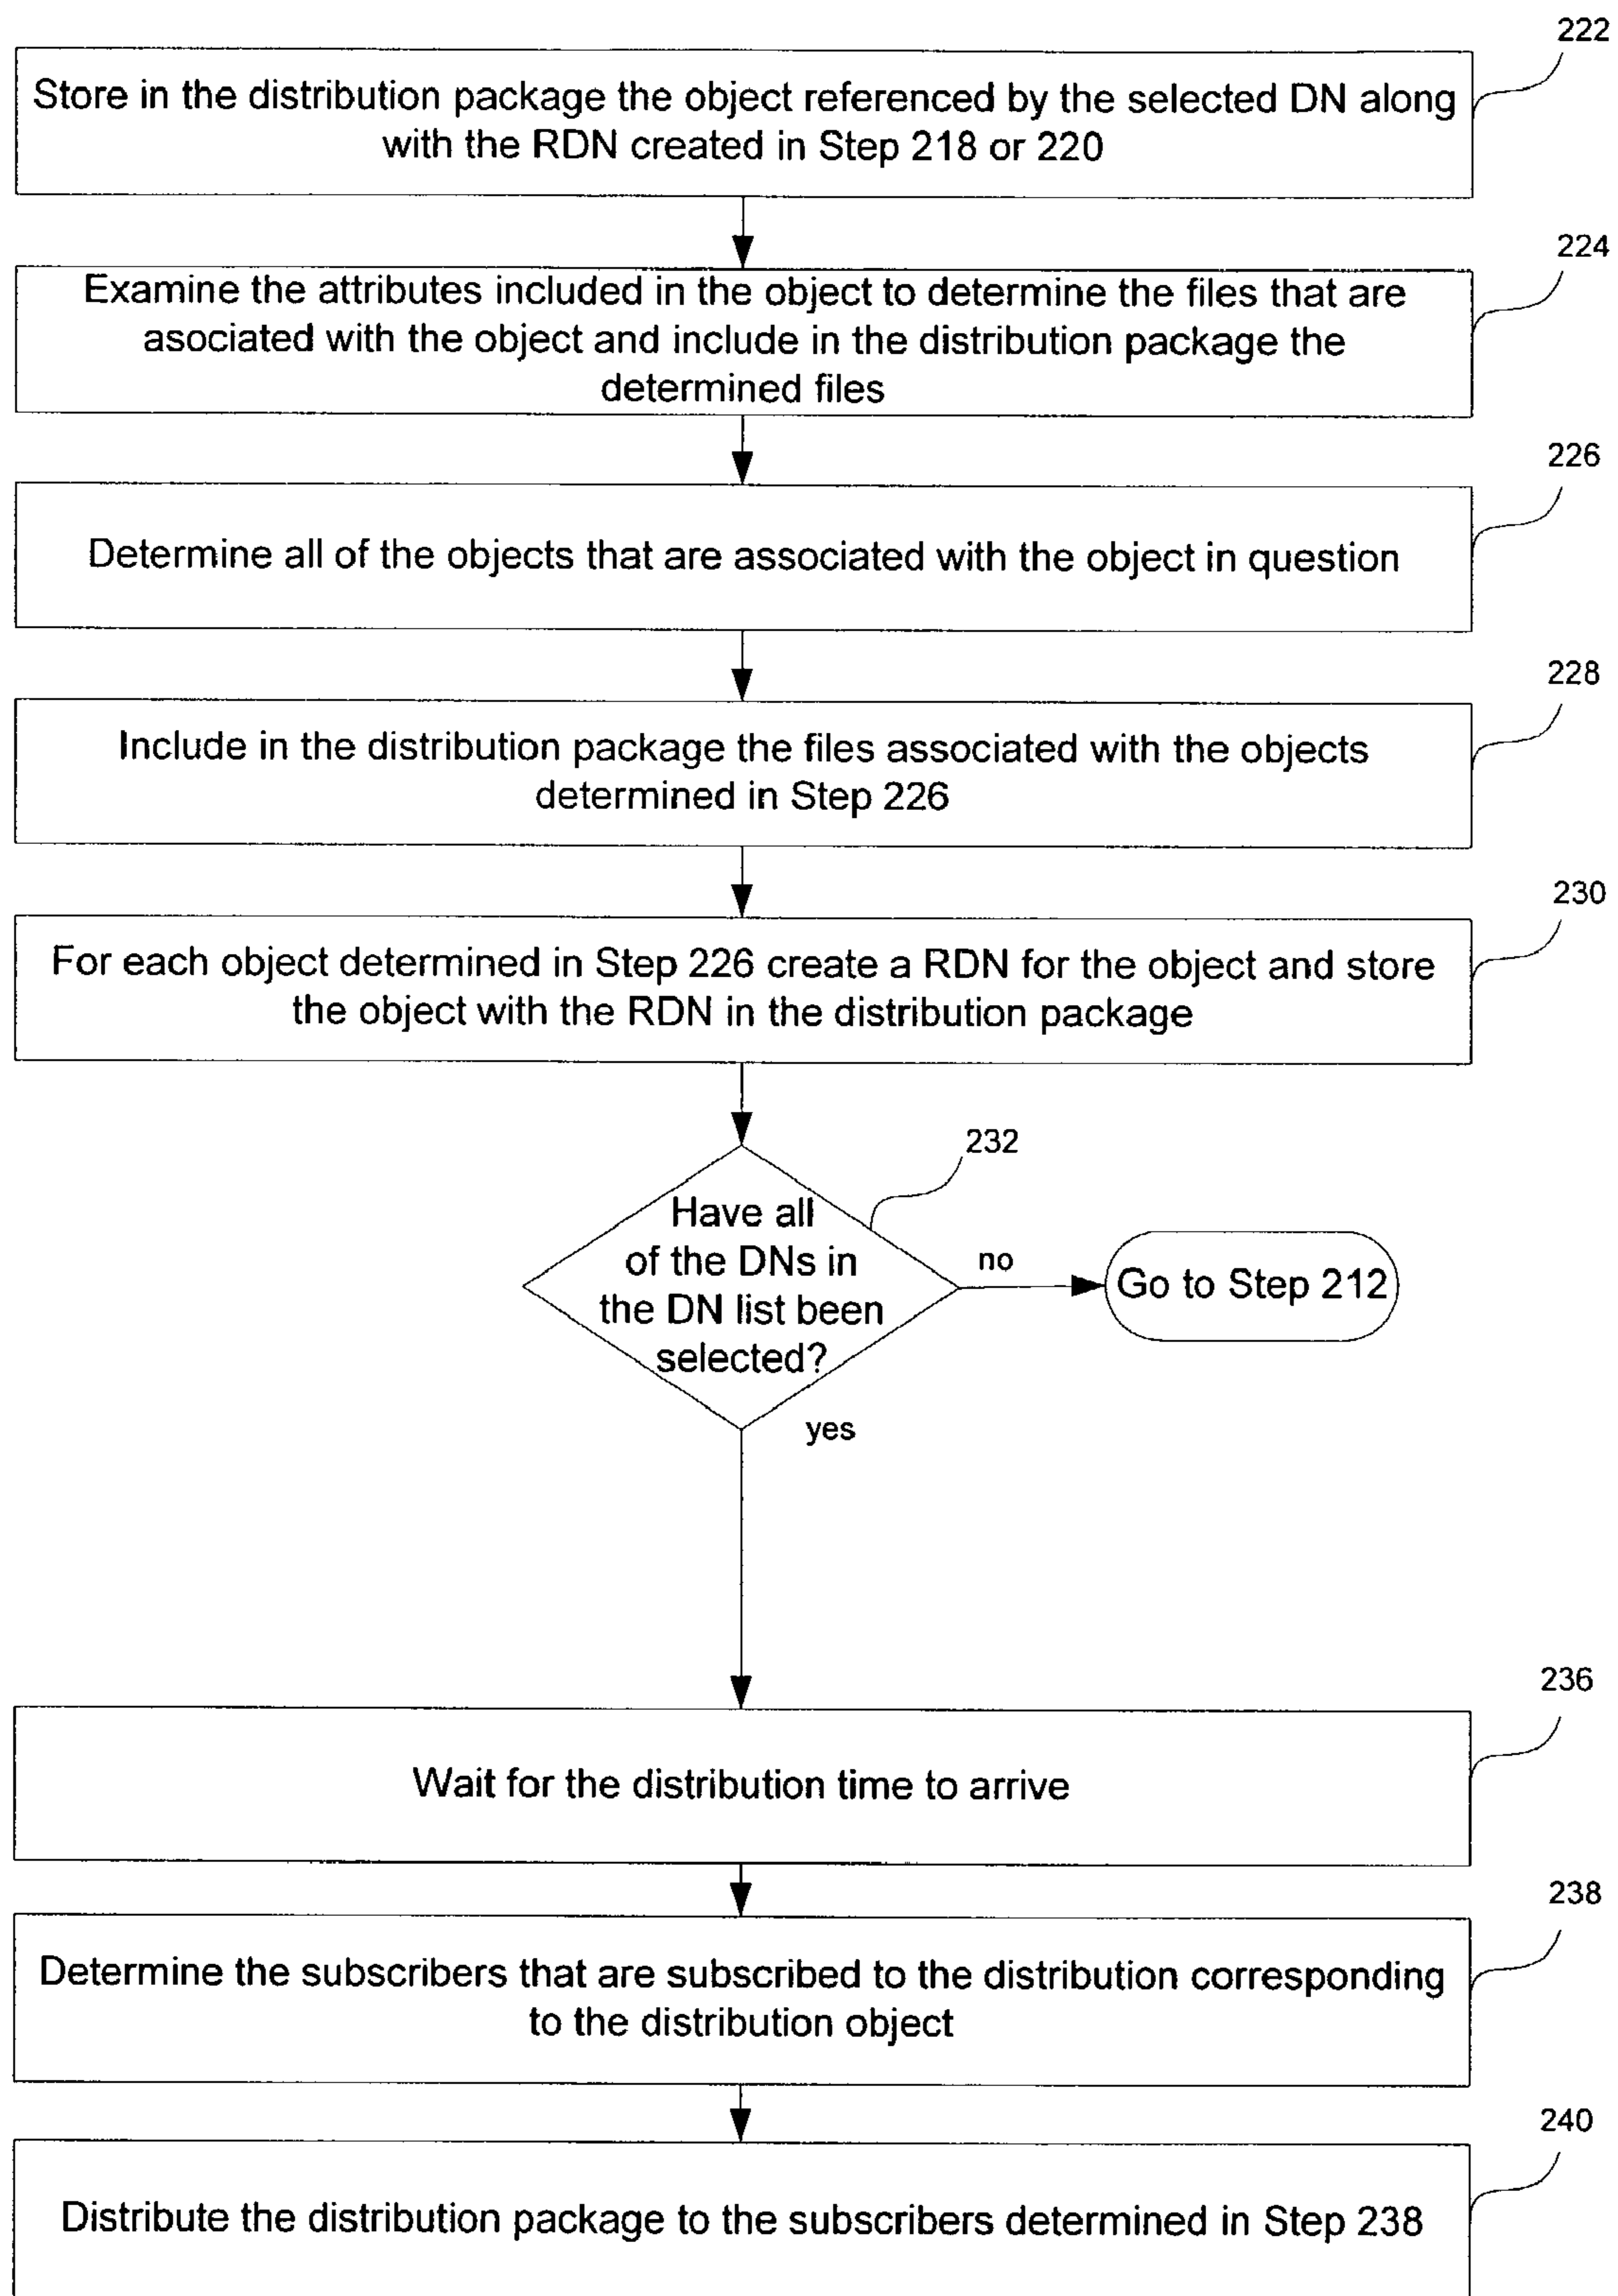 222
Store in the distribution package the object referenced by the selected DN along
with the RDN created in Step 218 or 220
224
Examine the attributes included in the object to determine the files that are
asociated with the object and include in the distribution package the
determined files
226
Determine all of the objects that are associated with the object in question
228
Include in the distribution package the files associated with the objects
determined in Step 226
230
For each object determined in Step 226 create a RDN for the object and store
the object with the RDN in the distribution package
232
Have all
of the DNs in
the DN list been
selected?
no
Go to Step 212
yes
236
Wait for the distribution time to arrive
238
Determine the subscribers that are subscribed to the distribution corresponding
to the distribution object
240
Distribute the distribution package to the subscribers determined in Step 238